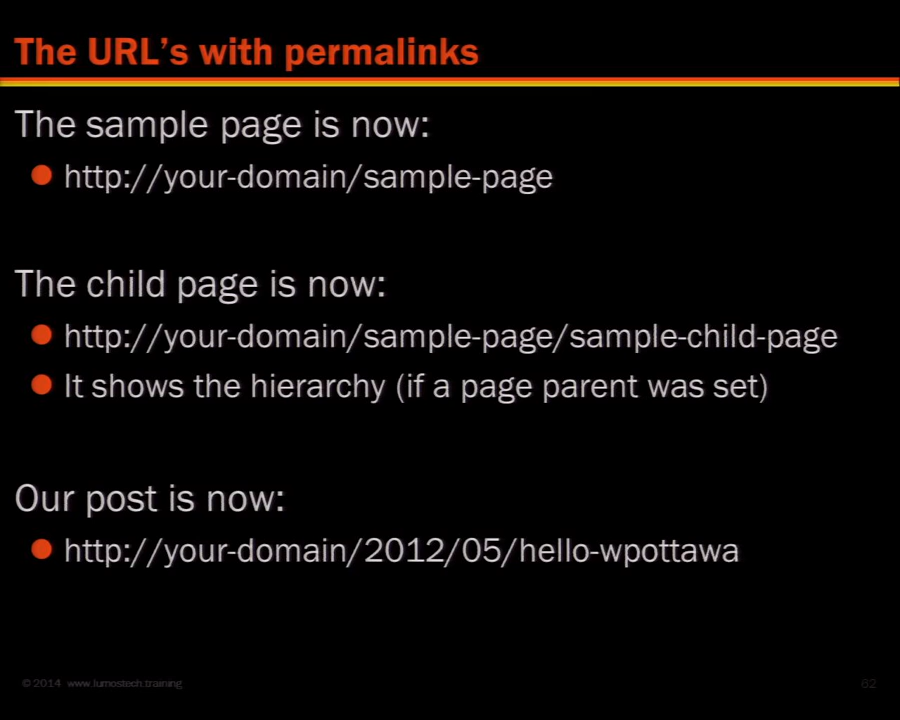 The URL's with permalinks
The sample page is now:
http://your-domain/sample-page
The child page is now:
http://your-domain/sample-page/sample-child-page
It shows the hierarchy (if a page parent was set)
Our post is now:
http://your-domain/2012/05/hello-wpottawa
© 2014 www.lumostech.training
62